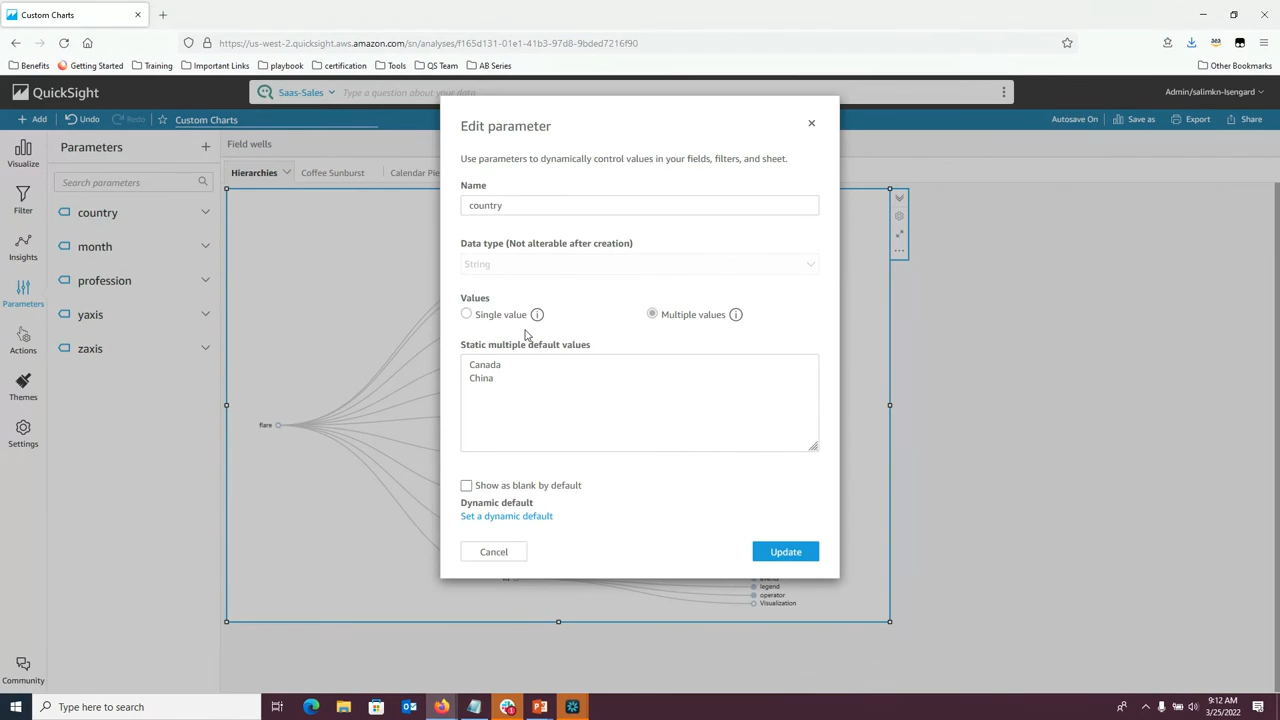 Custom Charts
https://us-west-2.quicksight.aws.amazon.com/sn/analyses/f165d131-01e1-41b3-97d8-9bded7216f90
Benefits
Getting Started
Training
Important Links
playbook
certification
Tools
QS Team
AB Series
Other Bookmarks
QuickSight
Saas-Sales
Type a question about your data
Admin/salimkn-Isengard
Add
Undo
Redo
Custom Charts
Autosave On
Save as
Export
Share
Visualize
Filter
Insights
Parameters
Actions
Themes
Settings
Community
Parameters
Search parameters
country
month
profession
yaxis
zaxis
Field wells
Hierarchies
Coffee Sunburst
Calendar Pie
flare
Edit parameter
Use parameters to dynamically control values in your fields, filters, and sheet.
Name
country
Data type (Not alterable after creation)
String
Values
Single value
Multiple values
Static multiple default values
Canada
China
Show as blank by default
Dynamic default
Set a dynamic default
Cancel
Update
legend
operator
Visualization
Type here to search
9:12 AM
3/25/2022